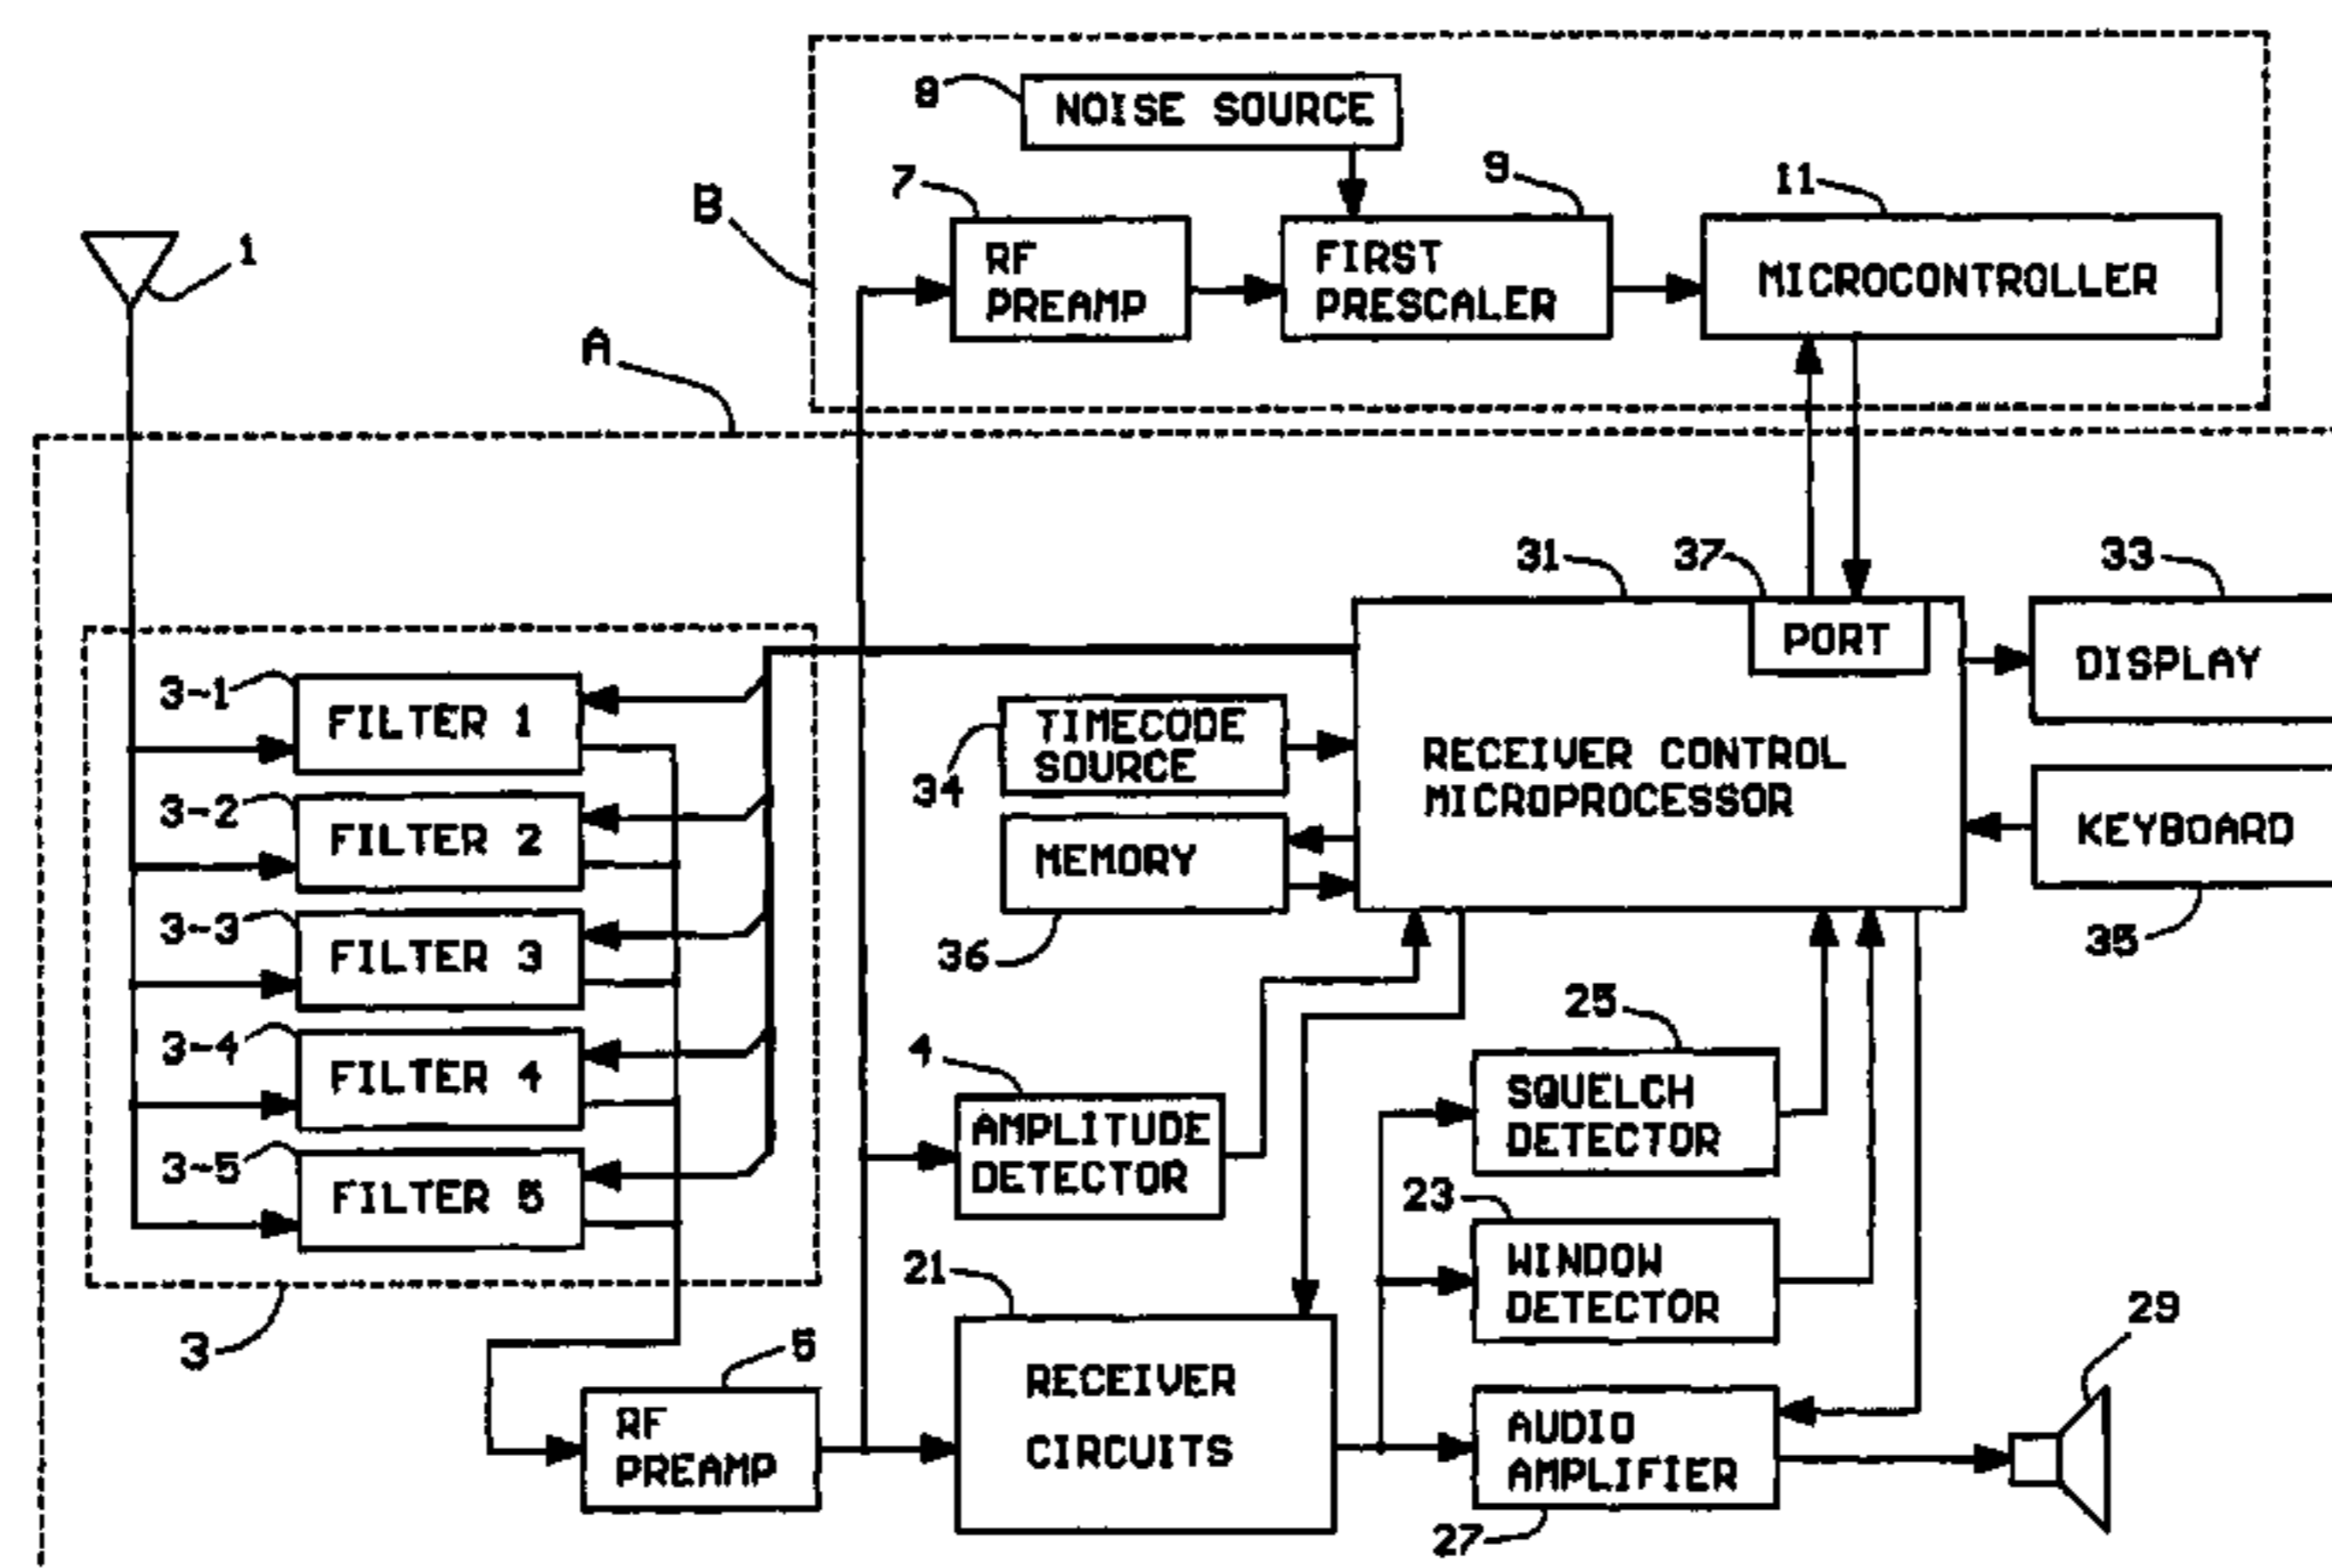 8
NOISE SOURCE
7
9
11
B
RF
PREAMP
FIRST
PRESCALER
MICROCONTROLLER
1
A
31
37
33
PORT
DISPLAY
3-1
FILTER 1
34
TIMECODE
SOURCE
RECEIVER CONTROL
MICROPROCESSOR
3-2
FILTER 2
36
MEMORY
KEYBOARD
35
3-3
FILTER 3
3-4
FILTER 4
4
AMPLITUDE
DETECTOR
25
SQUELCH
DETECTOR
3-5
FILTER 5
23
WINDOW
DETECTOR
21
3
5
RF
PREAMP
RECEIVER
CIRCUITS
AUDIO
AMPLIFIER
27
29